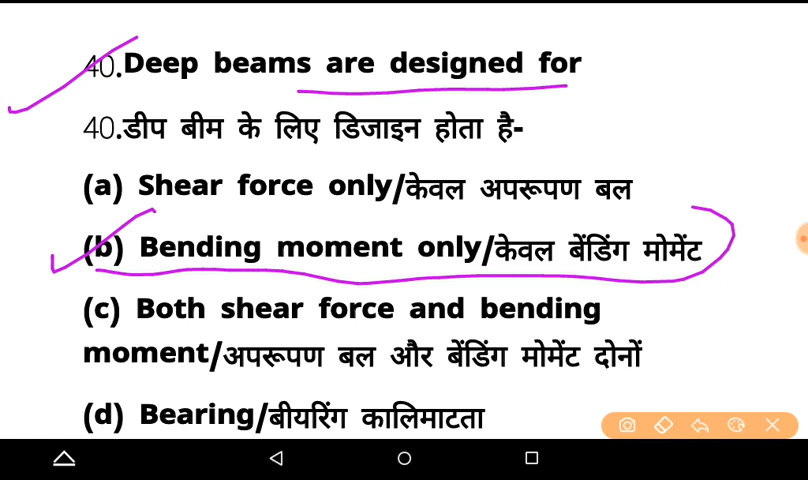 40.Deep beams are designed for
40.डीप बीम के लिए डिजाइन होता है-
(a) Shear force only/केवल अपरूपण बल
(b) Bending moment only/केवल बेंडिंग मोमेंट
(c) Both shear force and bending
moment/अपरूपण बल और बेंडिंग मोमेंट दोनों
(d) Bearing/बीयरिंग कालिमाटता